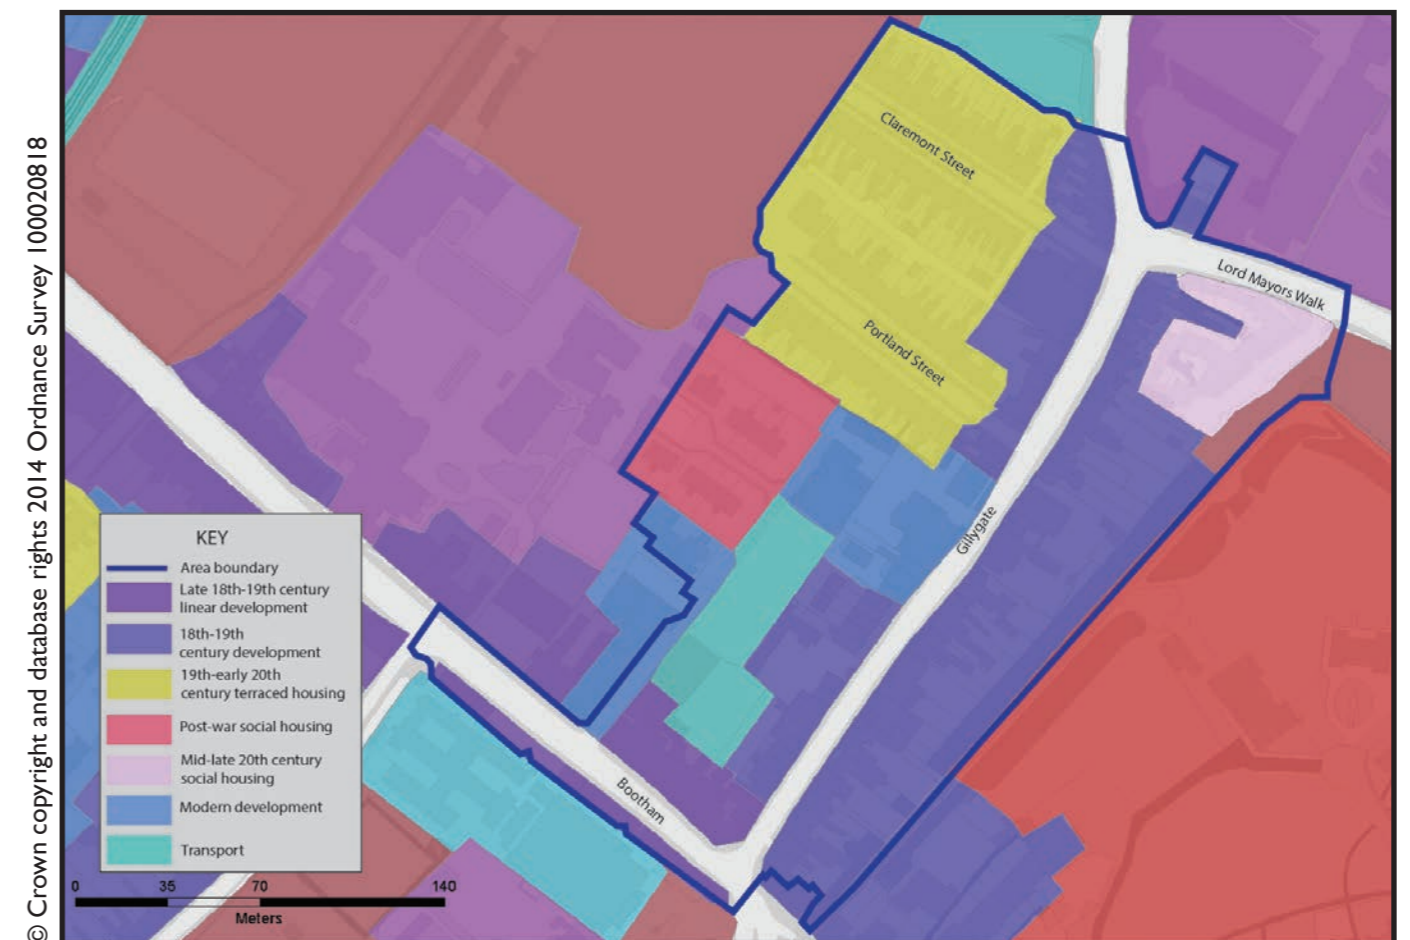 © Crown copyright and database rights 2014 Ordnance Survey 100020818
Claremont Street
Lord Mayors Walk
Portland Street
Gillygate
Bootham
KEY
Area boundary
Late 18th-19th century
linear development
18th-19th
century development
19th-early 20th
century terraced housing
Post-war social housing
Mid-late 20th century
social housing
Modern development
Transport
0 35 70 140
Meters